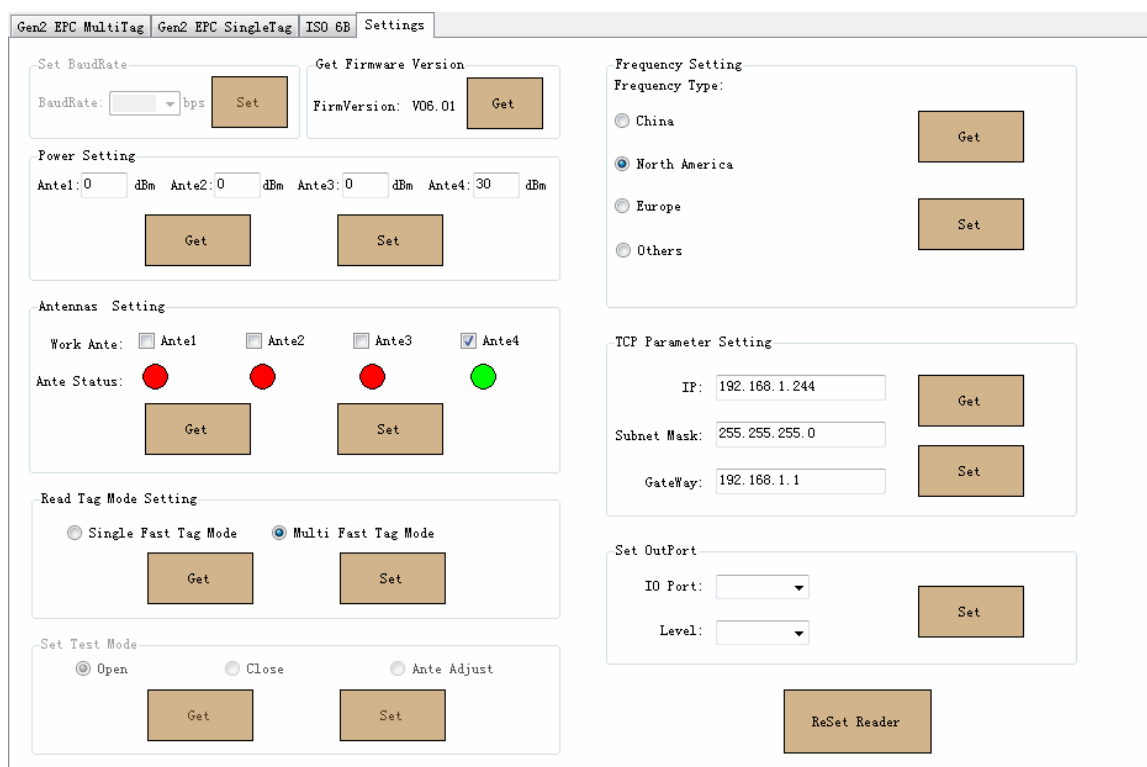 Gen2 EPC MultiTag Gen2 EPC SingleTag ISO 6B Settings
Set BaudRate
BaudRate: bps Set
Get Firmware Version
FirmVersion: V06.01 Get
Power Setting
Ante1: 0 dBm Ante2: 0 dBm Ante3: 0 dBm Ante4: 30 dBm
Get Set
Antennas Setting
Work Ante: Ante1 Ante2 Ante3 Ante4
Ante Status:
Get Set
Read Tag Mode Setting
Single Fast Tag Mode Multi Fast Tag Mode
Get Set
Set Test Mode
Open Close Ante Adjust
Get Set
Frequency Setting
Frequency Type:
China
Get
North America
Europe
Set
Others
TCP Parameter Setting
IP: 192.168.1.244
Get
Subnet Mask: 255.255.255.0
Set
GateWay: 192.168.1.1
Set OutPort
IO Port:
Set
Level:
ReSet Reader